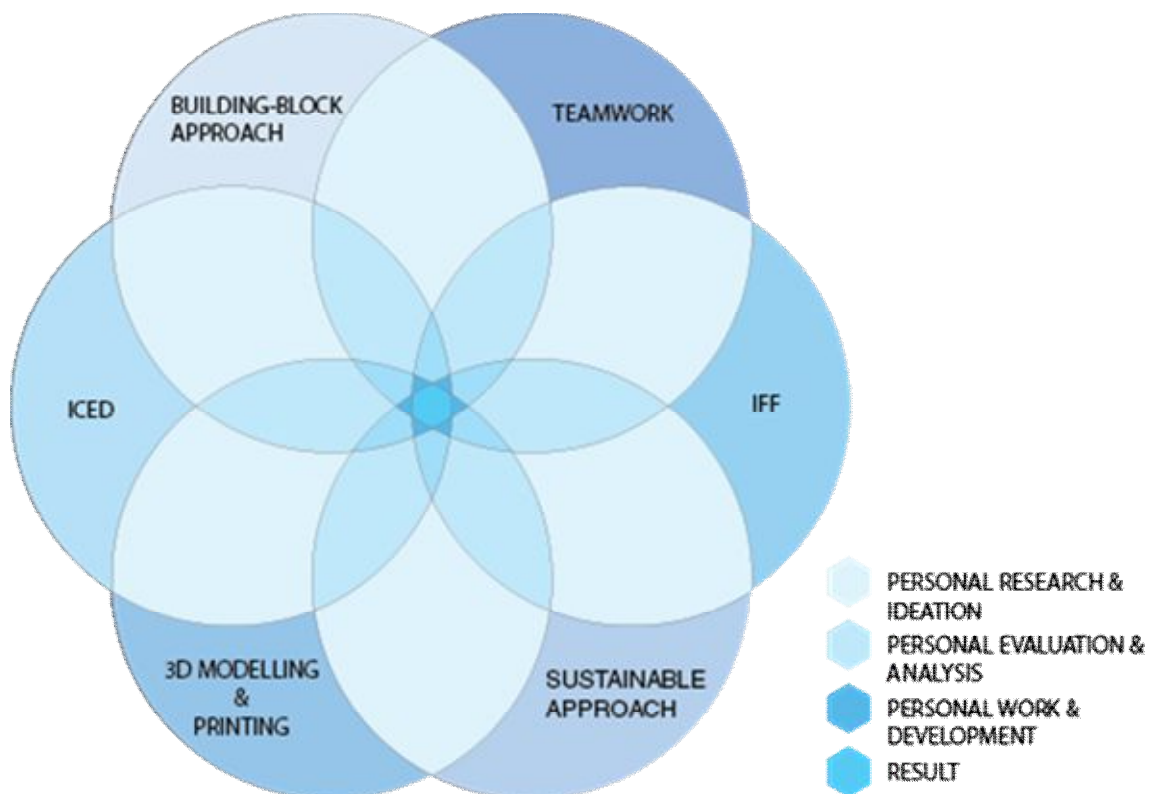 BUILDING-BLOCK
APPROACH
TEAMWORK
ICED
IFF
3D MODELLING
&
PRINTING
SUSTAINABLE
APPROACH
PERSONAL RESEARCH &
IDEATION
PERSONAL EVALUATION &
ANALYSIS
PERSONAL WORK &
DEVELOPMENT
RESULT